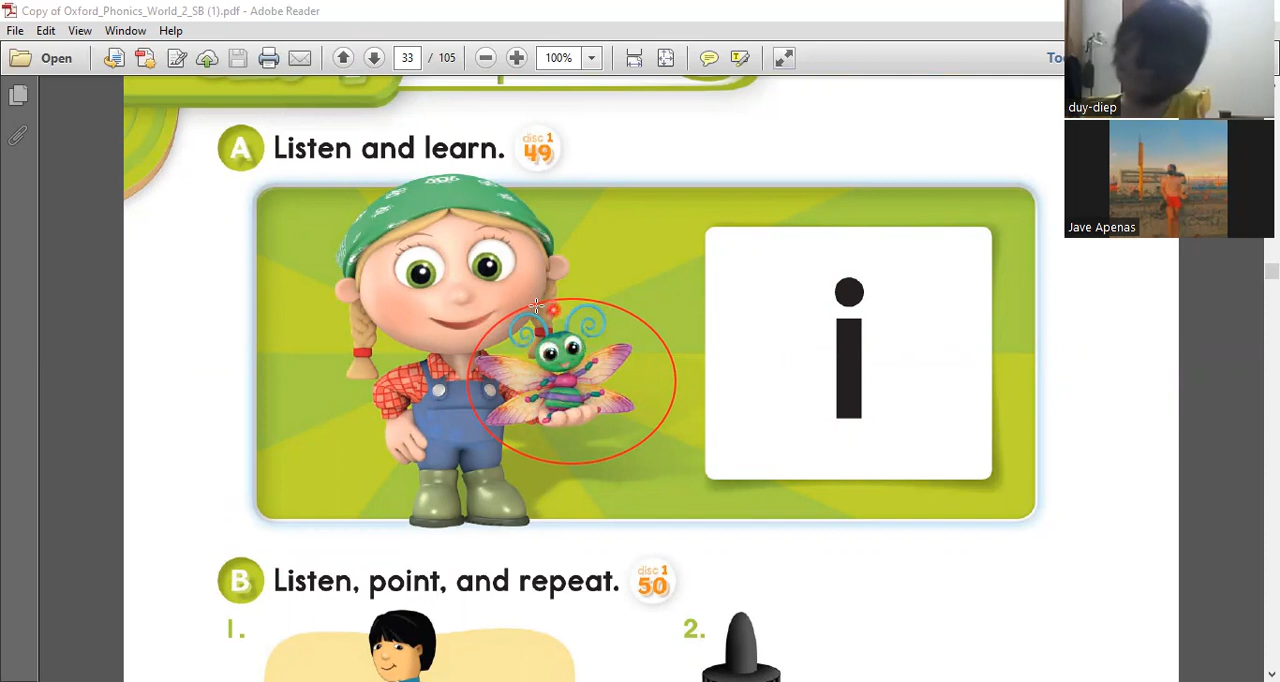 Copy of Oxford_Phonics_World_2_SB (1).pdf - Adobe Reader
File Edit View Window Help
Open 33 / 105 100% To
duy-diep
Jave Apenas
A Listen and learn. disc 1 49
i
B Listen, point, and repeat. disc 1 50
1. 2.